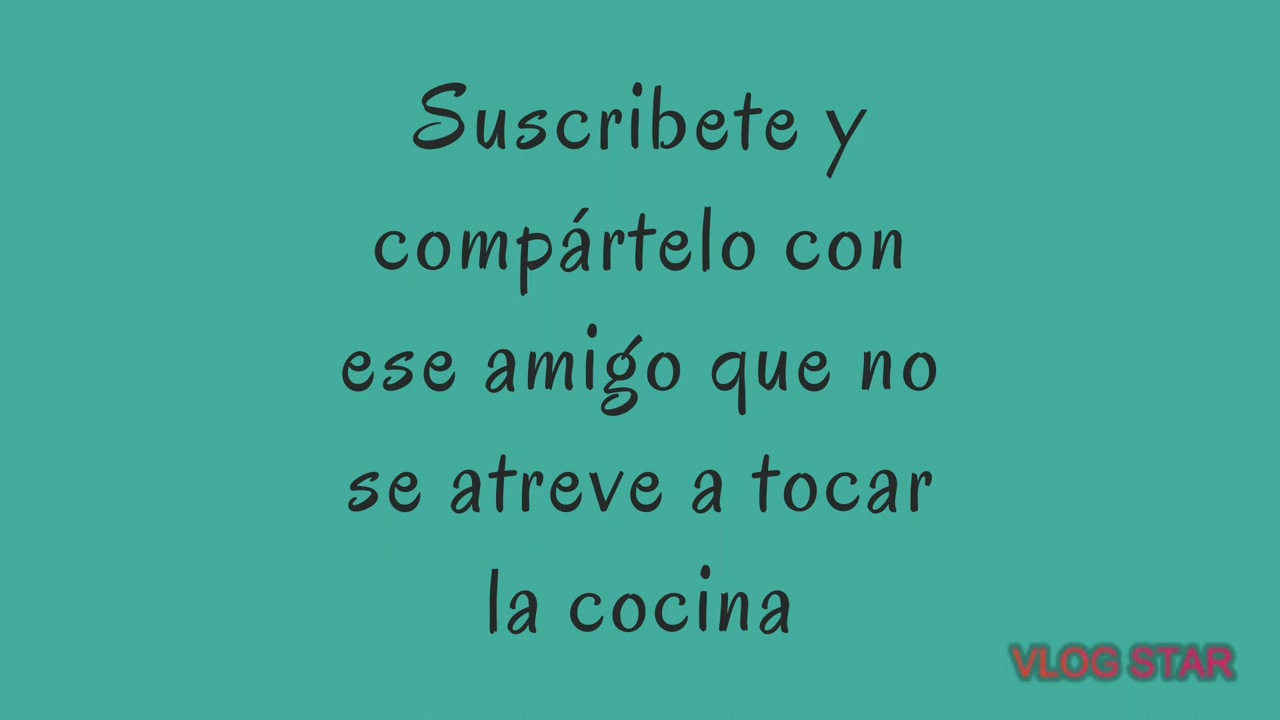 Suscribete y
compártelo con
ese amigo que no
se atreve a tocar
la cocina
VLOG STAR